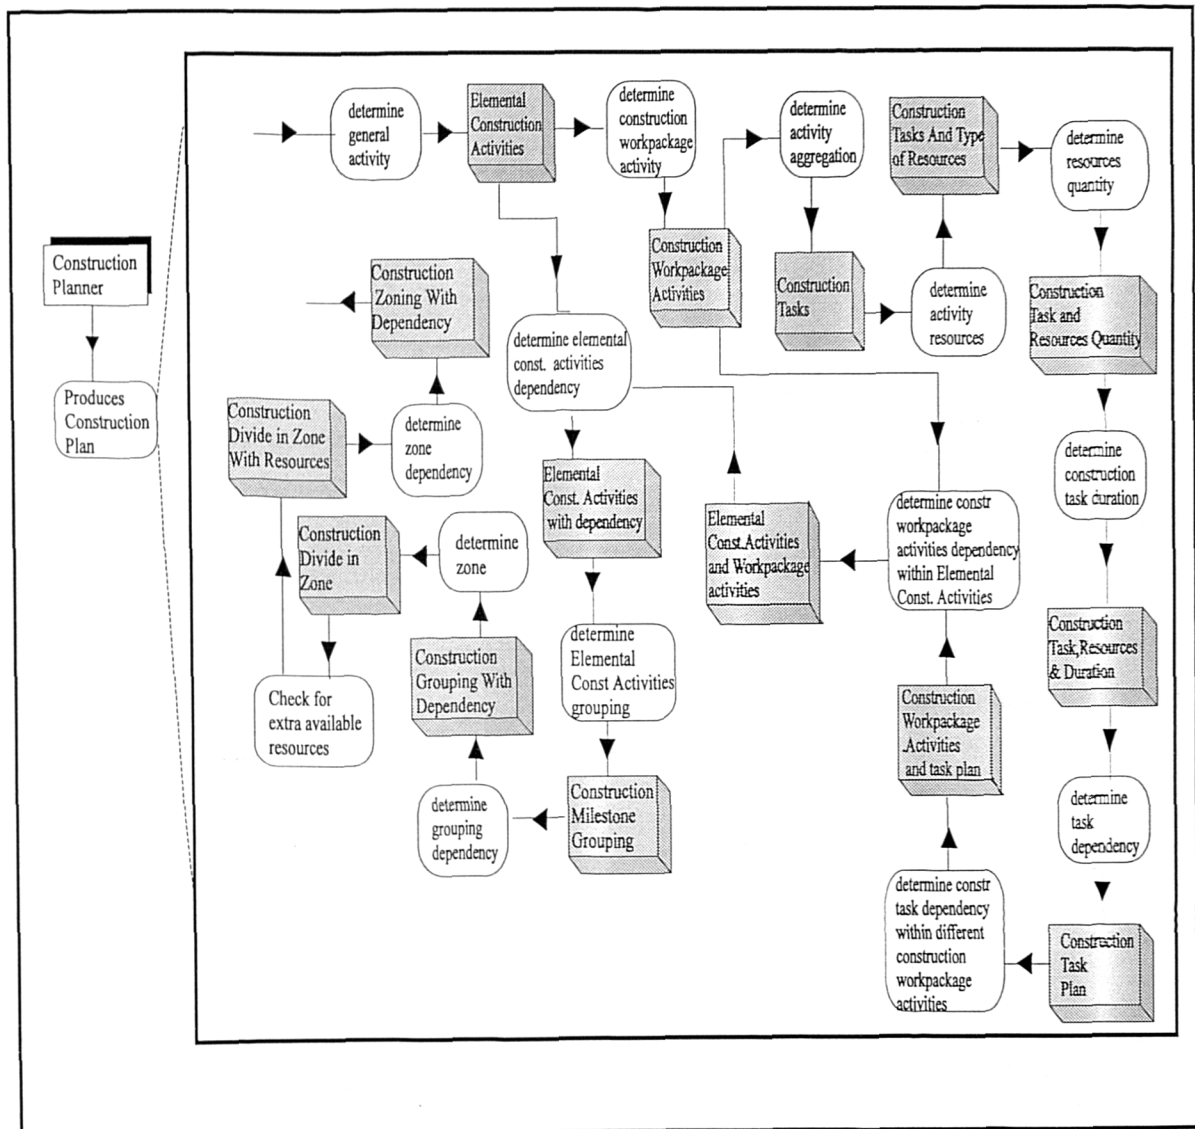 Construction
Planner
Produces
Construction
Plan
determine
general
activity
Elemental
Construction
Activities
determine
construction
workpackage
activity
Construction
Workpackage
Activities
determine
activity
aggregation
Construction
Tasks
determine
activity
resources
Construction
Tasks And Type
of Resources
determine
resources
quantity
Construction
Task and
Resources Quantity
determine
construction
task duration
Construction
Task,Resources
& Duration
determine
task
dependency
Construction
Task
Plan
determine constr
task dependency
within different
construction
workpackage
activities
Construction
Workpackage
.Activities
and task plan
determine constr
workpackage
activities dependency
within Elemental
Const. Activities
Elemental
Const.Activities
and Workpackage
activities
determine elemental
const. activities
dependency
Elemental
Const. Activities
with dependency
determine
Elemental
Const Activities
grouping
Construction
Milestone
Grouping
determine
grouping
dependency
Construction
Grouping With
Dependency
determine
zone
Construction
Divide in
Zone
Check for
extra available
resources
Construction
Divide in Zone
With Resources
determine
zone
dependency
Construction
Zoning With
Dependency